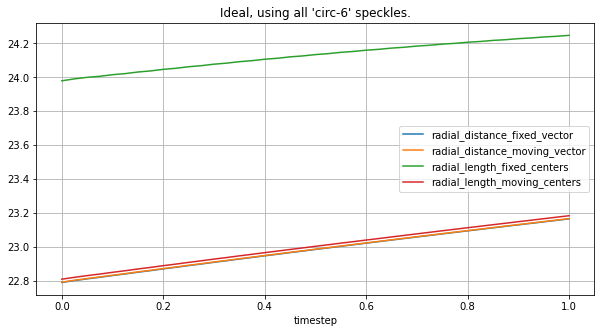 Ideal, using all 'circ-6' speckles.
24.2
24.0
23.8
23.6
23.4
23.2
23.0
22.8
radial_distance_fixed_vector
radial_distance_moving_vector
radial_length_fixed_centers
radial_length_moving_centers
0.0 0.2 0.4 0.6 0.8 1.0
timestep